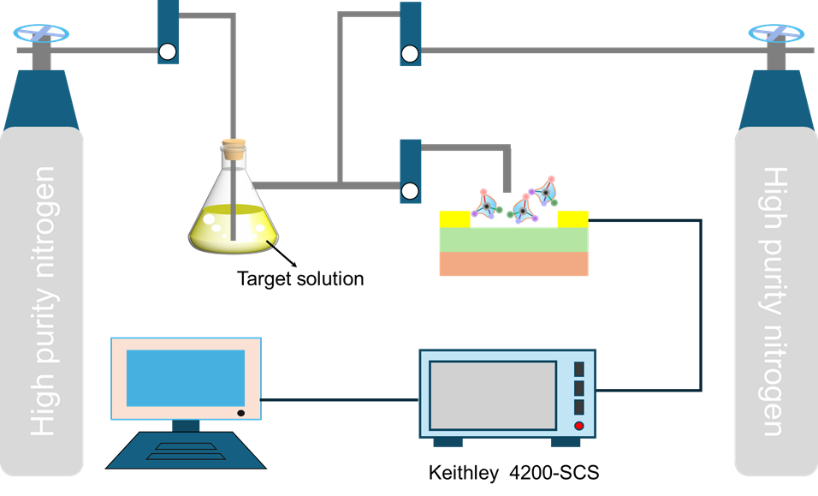 High purity nitrogen
High purity nitrogen
Target solution
Keithley 4200-SCS